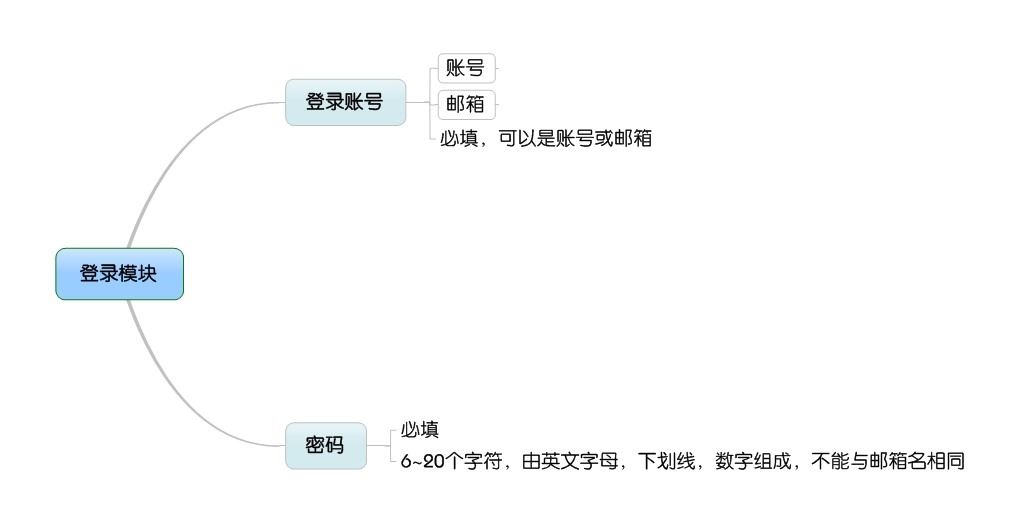 账号
登录账号
邮箱
必填，可以是账号或邮箱
登录模块
必填
密码
6~20个字符，由英文字母，下划线，数字组成，不能与邮箱名相同